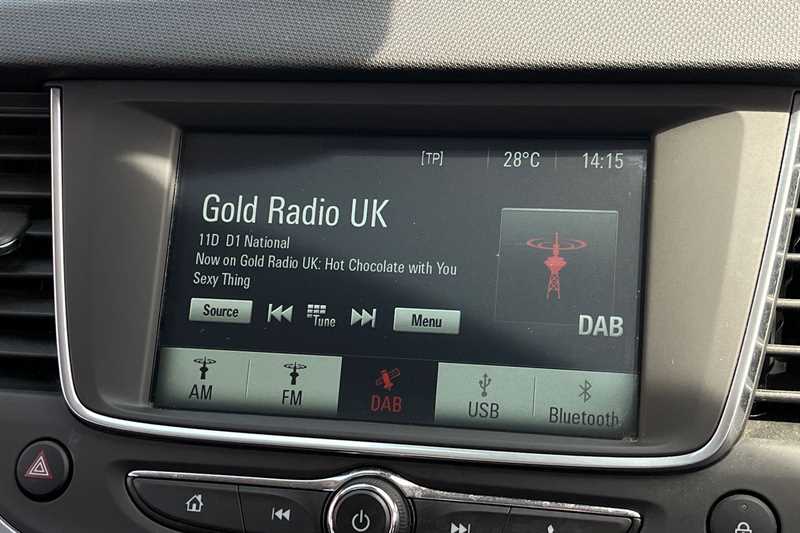 [TP] 28°C 14:15
Gold Radio UK
11D D1 National
Now on Gold Radio UK: Hot Chocolate with You
Sexy Thing
Source Tune Menu
DAB
AM FM DAB USB Bluetooth